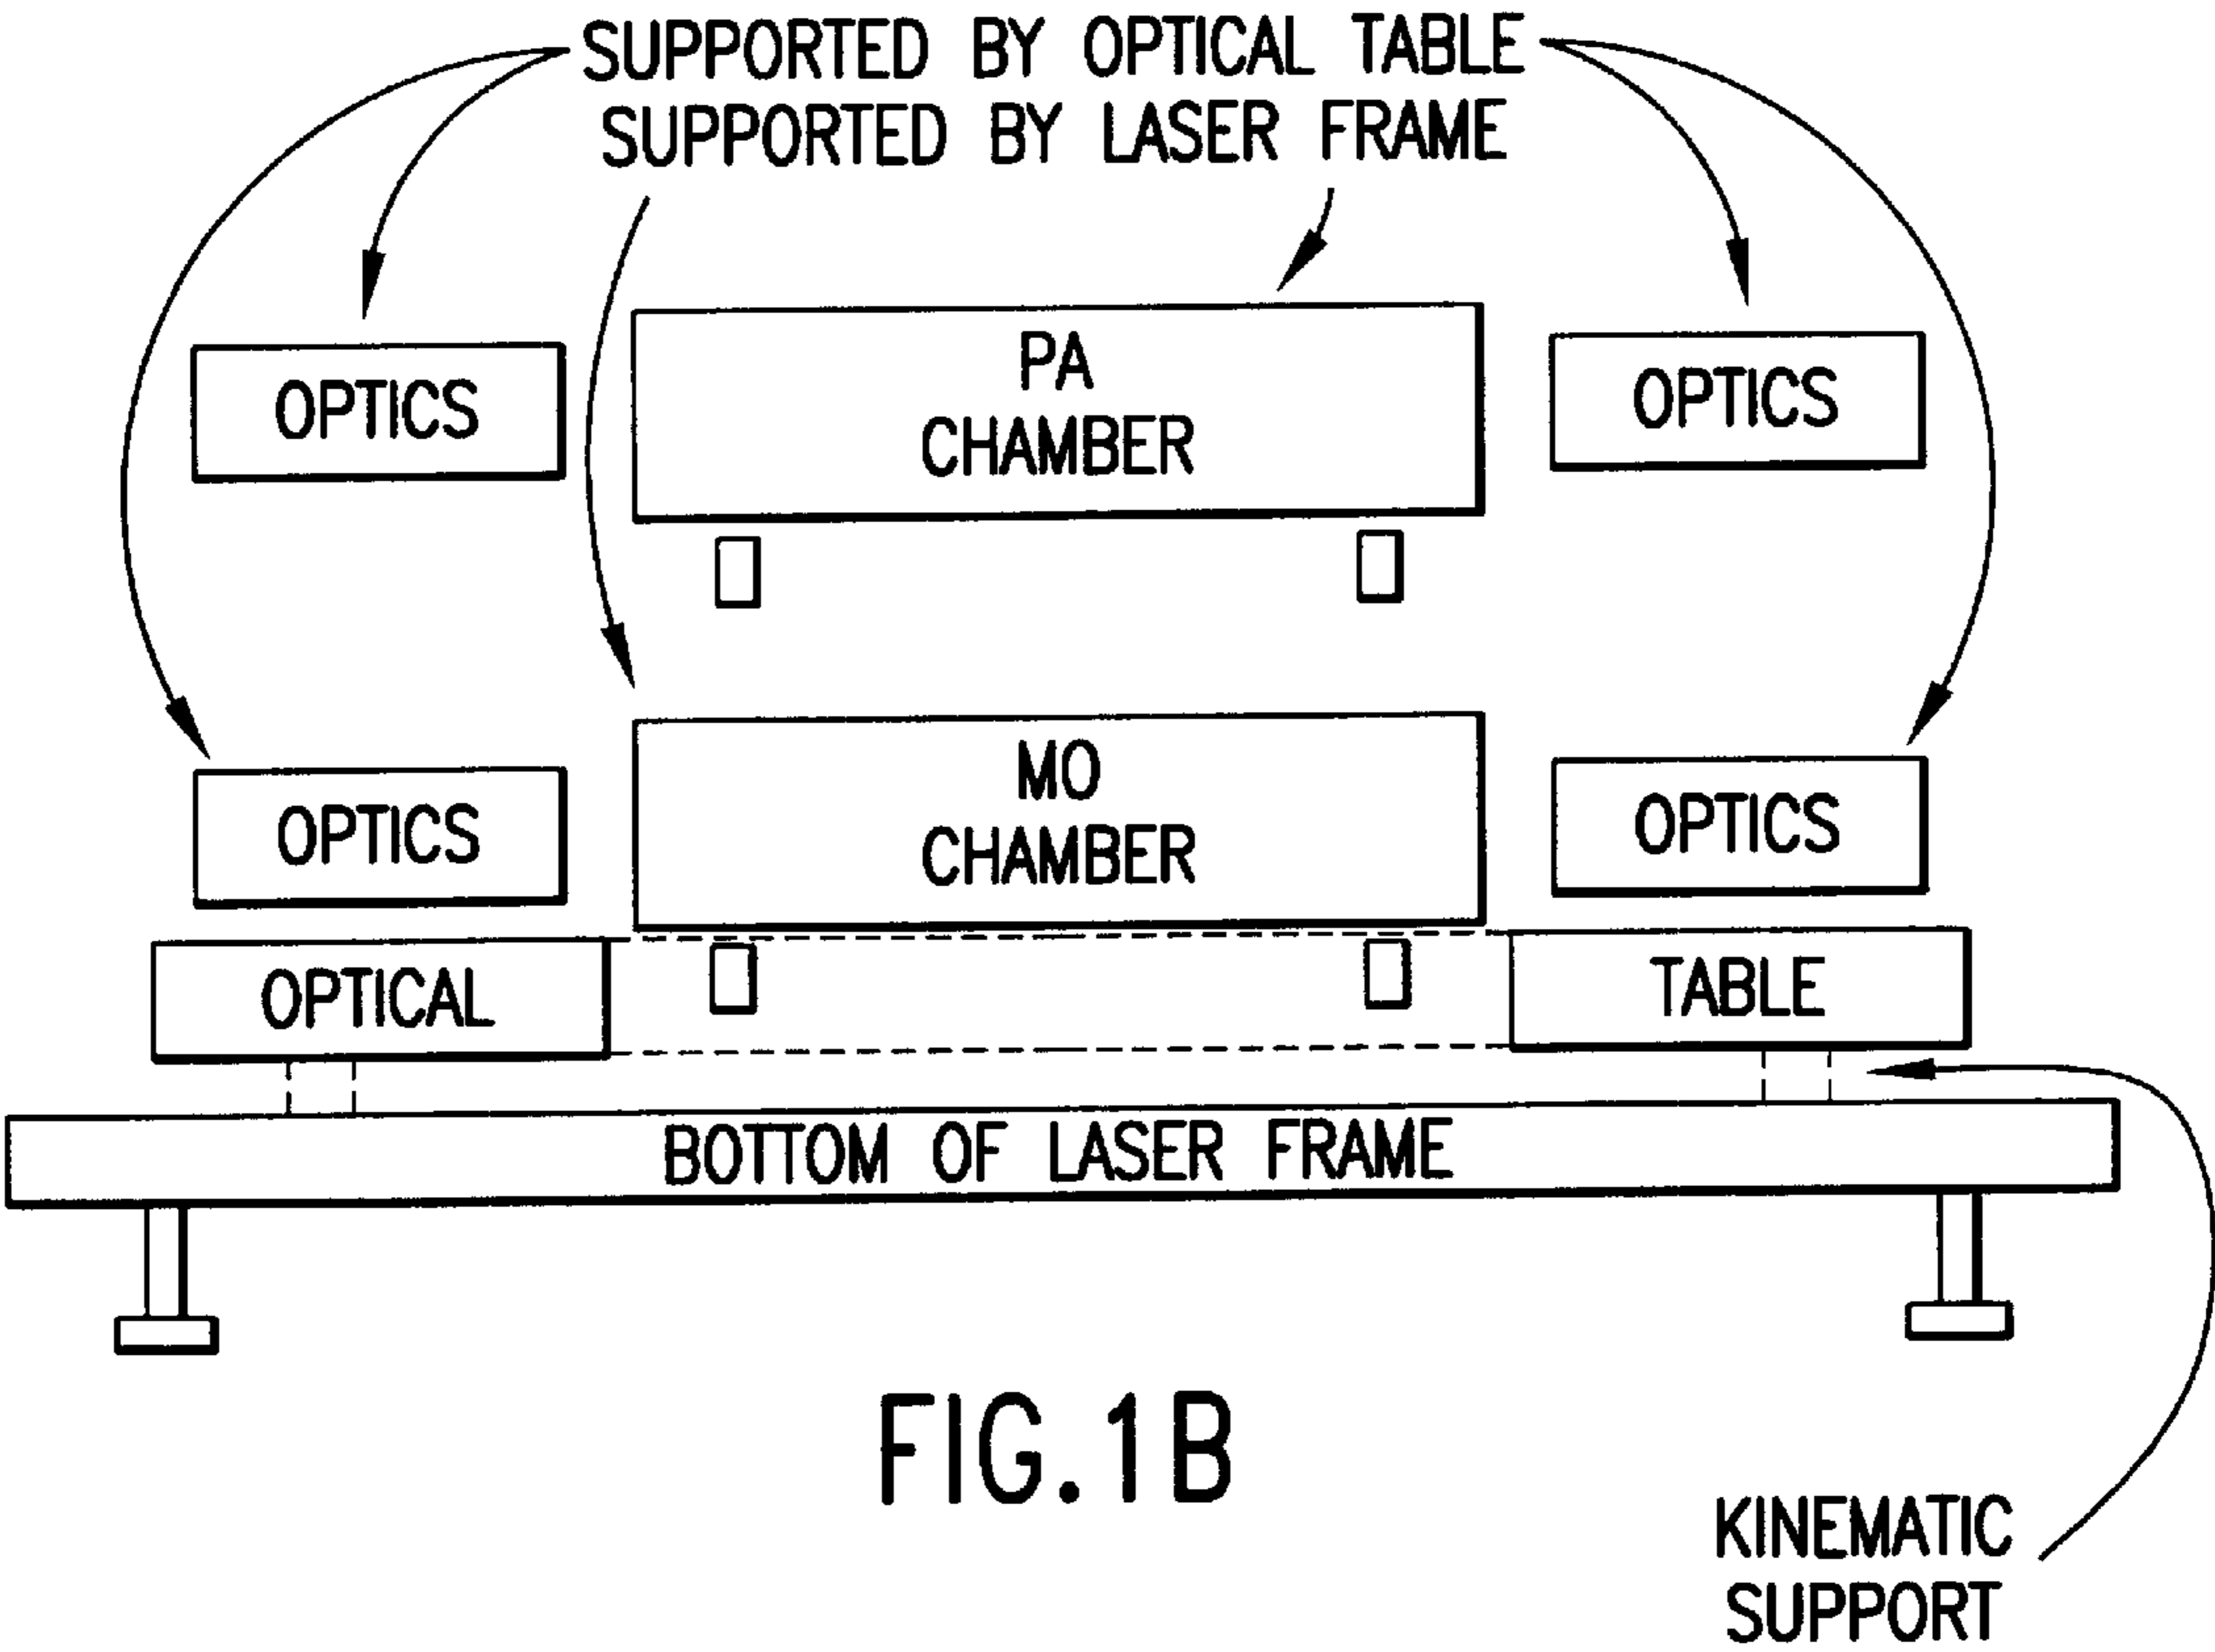 SUPPORTED BY OPTICAL TABLE
SUPPORTED BY LASER FRAME
PA
CHAMBER
OPTICS
OPTICS
MO
CHAMBER
OPTICS
OPTICS
OPTICAL
TABLE
BOTTOM OF LASER FRAME
FIG.1B
KINEMATIC
SUPPORT